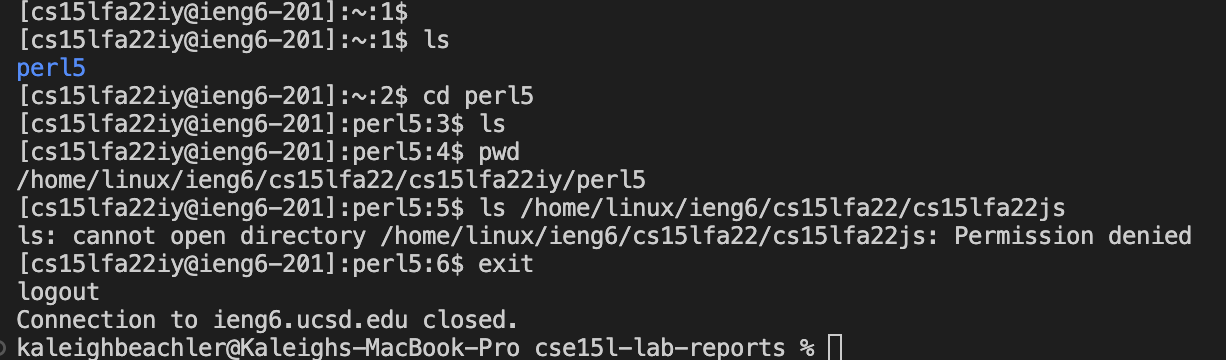 [cs15lfa22iy@ieng6-201]:~:1$
[cs15lfa22iy@ieng6-201]:~:1$ ls
perl5
[cs15lfa22iy@ieng6-201]:~:2$ cd perl5
[cs15lfa22iy@ieng6-201]:perl5:3$ ls
[cs15lfa22iy@ieng6-201]:perl5:4$ pwd
/home/linux/ieng6/cs15lfa22/cs15lfa22iy/perl5
[cs15lfa22iy@ieng6-201]:perl5:5$ ls /home/linux/ieng6/cs15lfa22/cs15lfa22js
ls: cannot open directory /home/linux/ieng6/cs15lfa22/cs15lfa22js: Permission denied
[cs15lfa22iy@ieng6-201]:perl5:6$ exit
logout
Connection to ieng6.ucsd.edu closed.
kaleighbeachler@Kaleighs-MacBook-Pro cse15l-lab-reports %